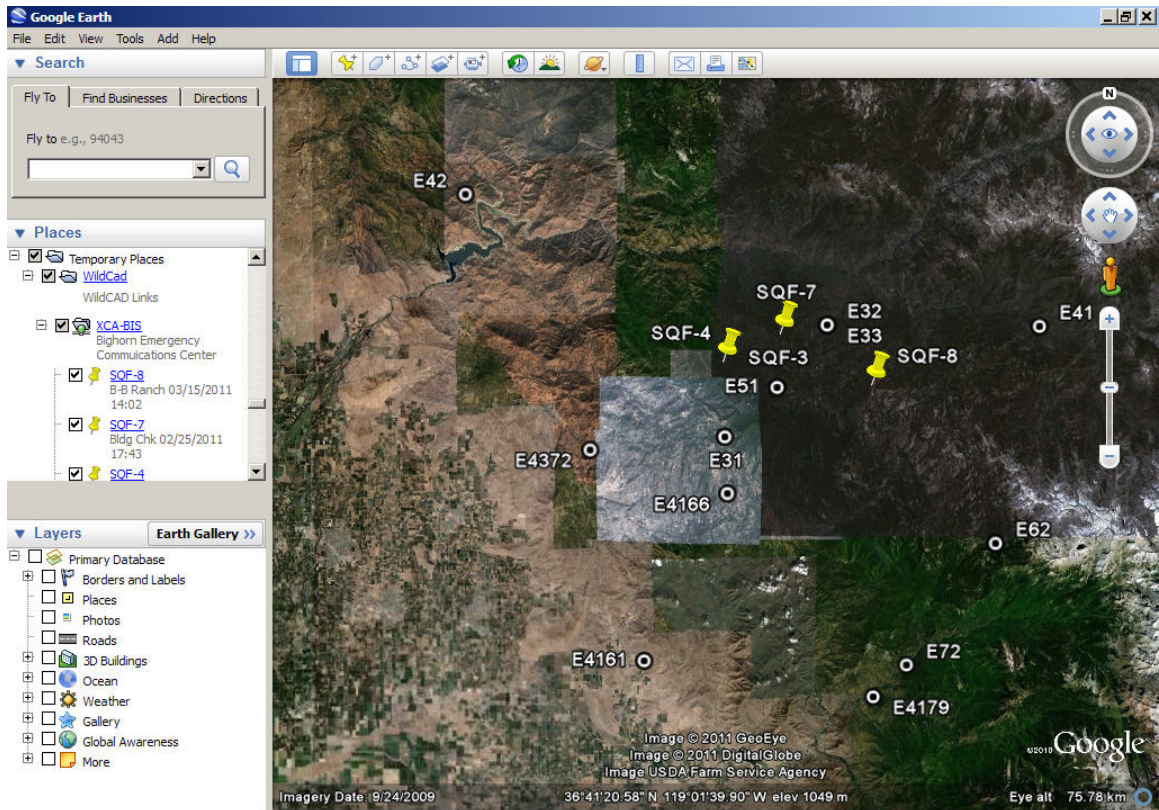 Google Earth
File Edit View Tools Add Help
Search
Fly To Find Businesses Directions
Fly to e.g., 94043
Places
Temporary Places
WildCad
WildCAD Links
XCA-BIS
Bighorn Emergency
Commuications Center
SQF-8
B-B Ranch 03/15/2011
14:02
SQF-7
Bldg Chk 02/25/2011
17:43
SQF-4
Layers
Earth Gallery >>
Primary Database
Borders and Labels
Places
Photos
Roads
3D Buildings
Ocean
Weather
Gallery
Global Awareness
More
N
E42
SQF-7
E32
E41
SQF-4
E33
SQF-3
SQF-8
E51
E4372
E31
E4166
E62
E4161
E72
E4179
Image © 2011 GeoEye
Image © 2011 DigitalGlobe
Image USDA Farm Service Agency
©2010 Google
Imagery Date: 9/24/2009
36°41'20.58" N 119°01'39.90" W elev 1049 m
Eye alt 75.78 km